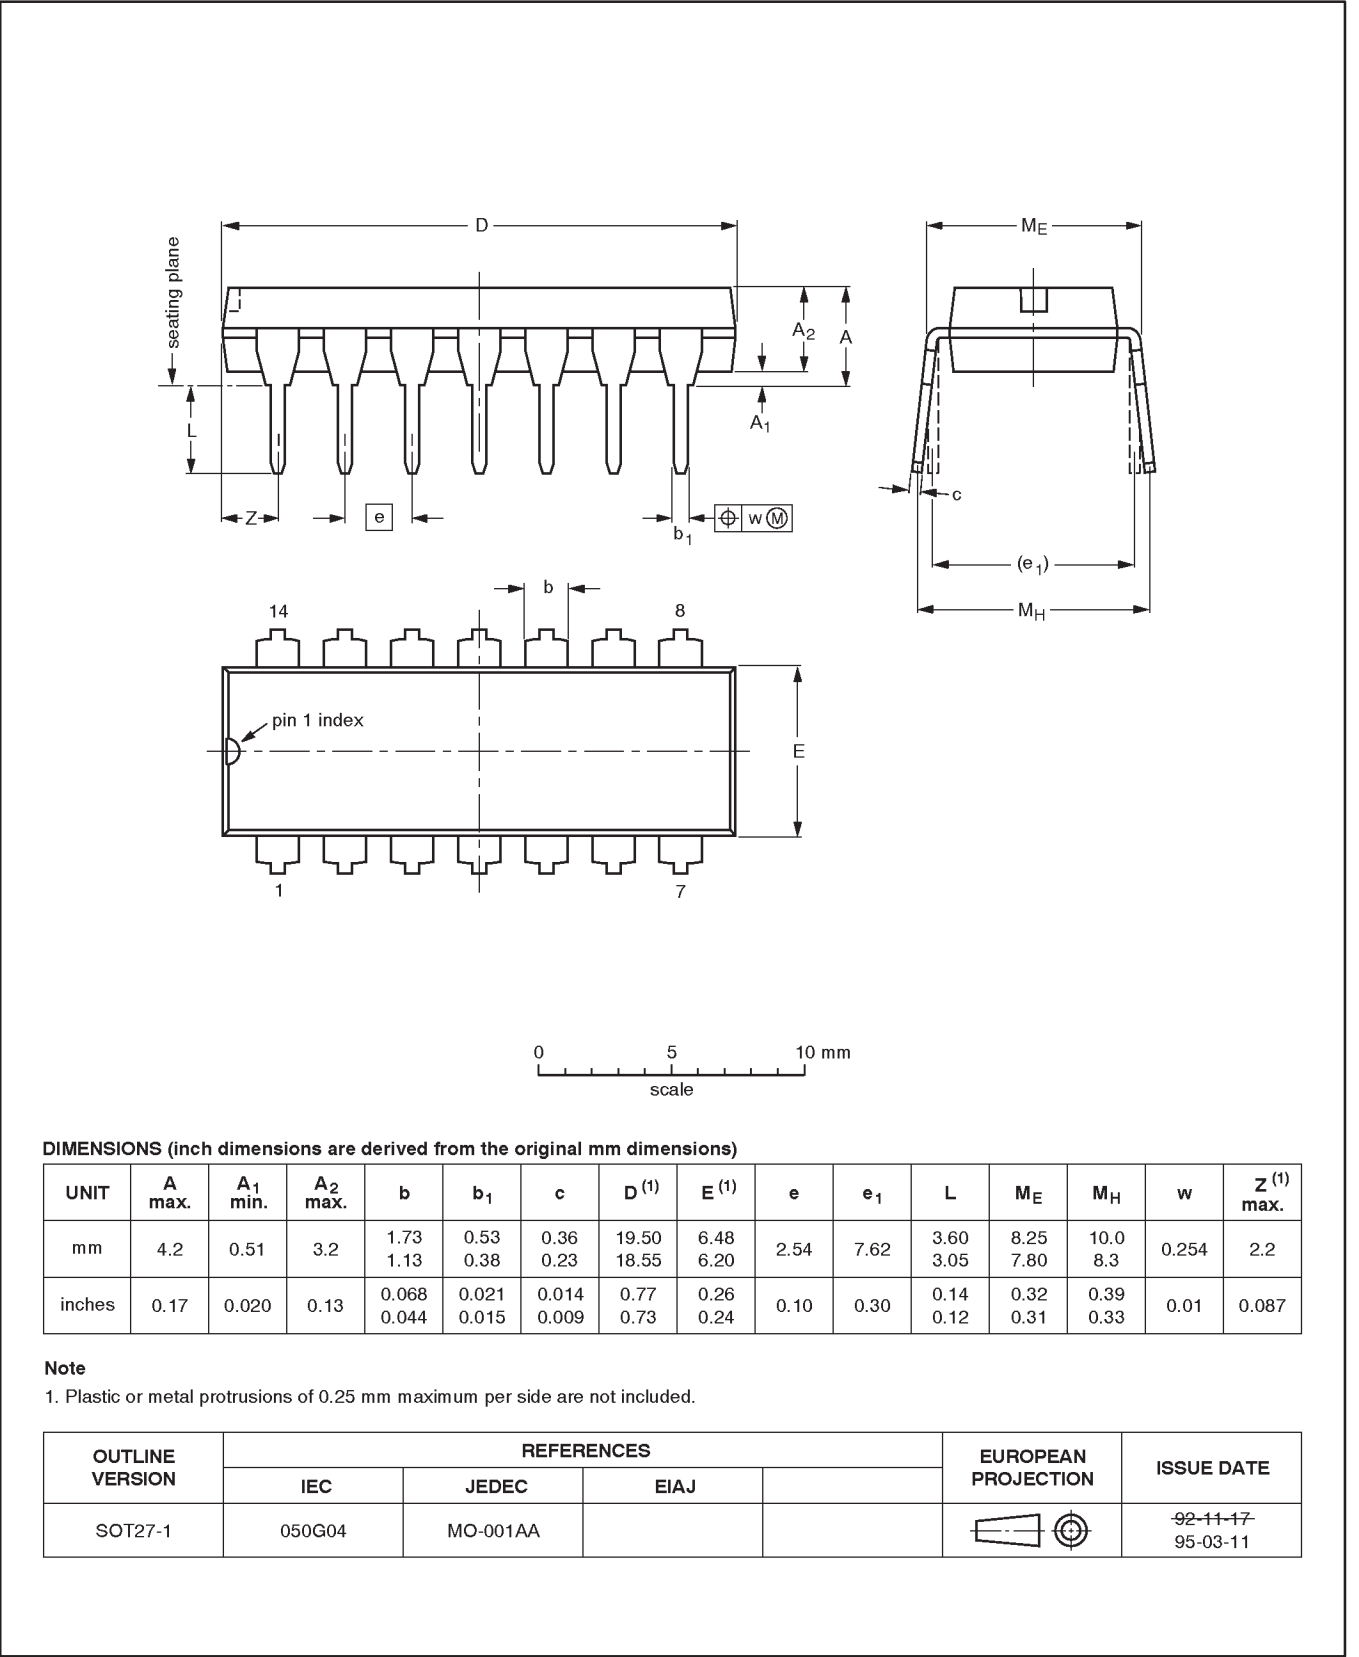 D
ME
seating plane
A2
A
A1
L
Z
e
b1
w M
c
(e1)
MH
b
14
8
pin 1 index
E
1
7
0 5 10 mm
scale
DIMENSIONS (inch dimensions are derived from the original mm dimensions)
UNIT A max. A1 min. A2 max. b b1 c D (1) E (1) e e1 L ME MH w Z (1) max.
mm 4.2 0.51 3.2 1.73 1.13 0.53 0.38 0.36 0.23 19.50 18.55 6.48 6.20 2.54 7.62 3.60 3.05 8.25 7.80 10.0 8.3 0.254 2.2
inches 0.17 0.020 0.13 0.068 0.044 0.021 0.015 0.014 0.009 0.77 0.73 0.26 0.24 0.10 0.30 0.14 0.12 0.32 0.31 0.39 0.33 0.01 0.087
Note
1. Plastic or metal protrusions of 0.25 mm maximum per side are not included.
OUTLINE VERSION REFERENCES EUROPEAN PROJECTION ISSUE DATE
IEC JEDEC EIAJ
SOT27-1 050G04 MO-001AA 92-11-17
95-03-11